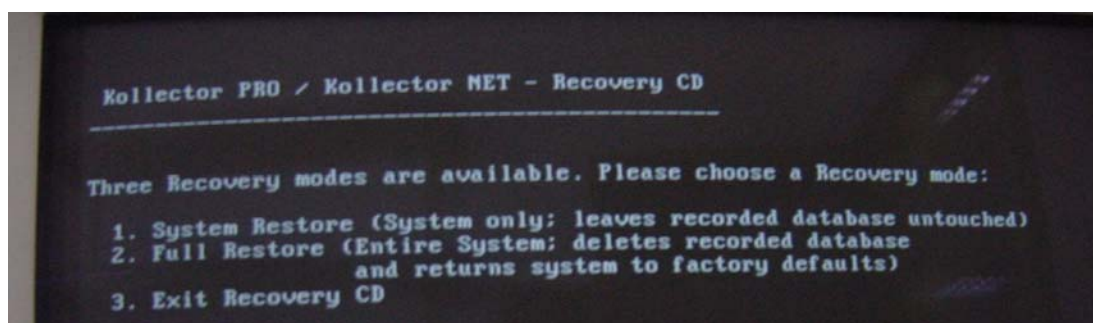 Kollector PRO / Kollector NET - Recovery CD
Three Recovery modes are available. Please choose a Recovery mode:
1. System Restore (System only; leaves recorded database untouched)
2. Full Restore (Entire System; deletes recorded database
and returns system to factory defaults)
3. Exit Recovery CD